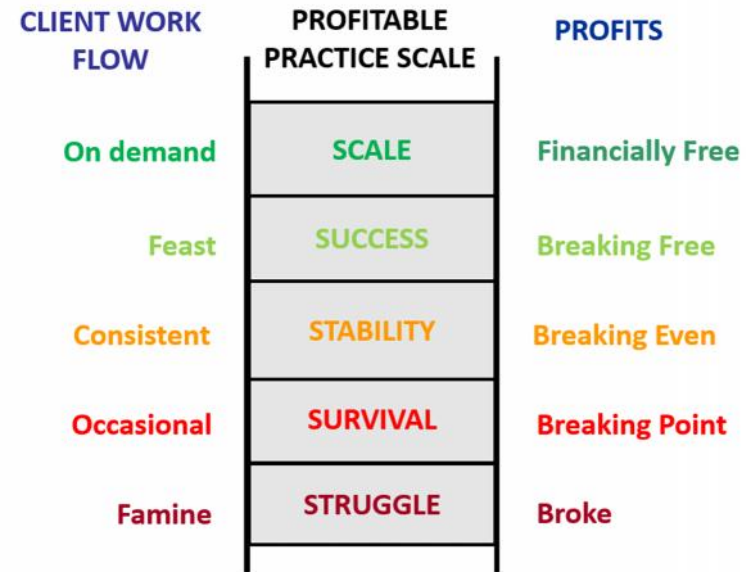 CLIENT WORK
FLOW
PROFITABLE
PRACTICE SCALE
PROFITS
On demand
SCALE
Financially Free
Feast
SUCCESS
Breaking Free
Consistent
STABILITY
Breaking Even
Occasional
SURVIVAL
Breaking Point
Famine
STRUGGLE
Broke